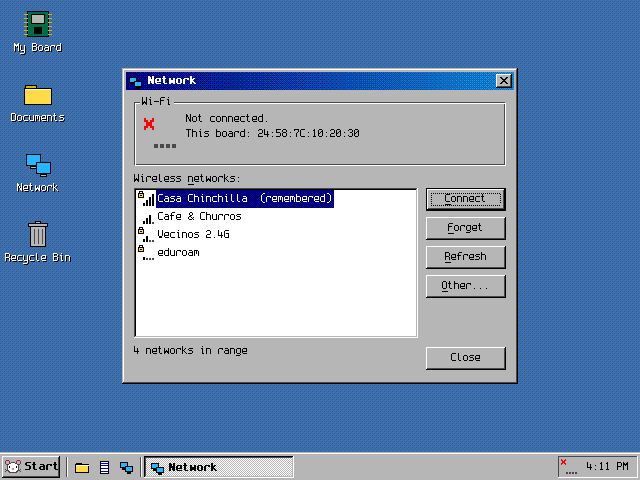 My Board
Documents
Network
Recycle Bin
Network
Wi-Fi
Not connected.
This board: 24:58:7C:10:20:30
Wireless networks:
Casa Chinchilla (remembered)
Cafe & Churros
Vecinos 2.4G
eduroam
Connect
Forget
Refresh
Other...
4 networks in range
Close
Start
Network
4:11 PM